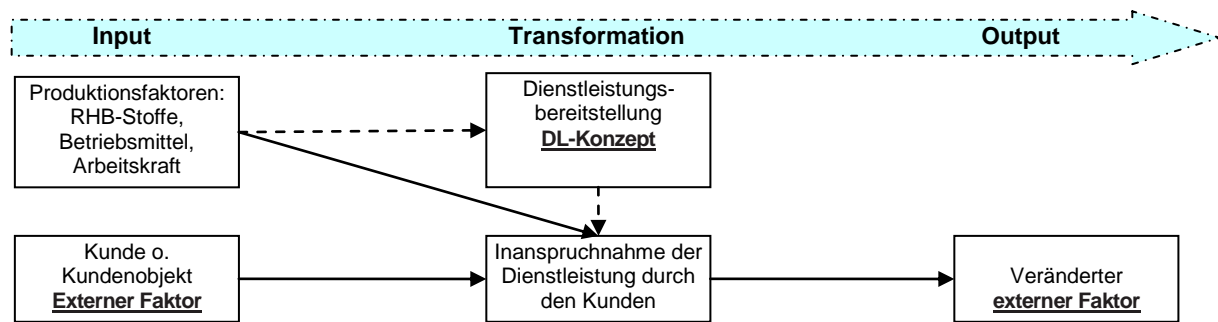 Input
Transformation
Output
Produktionsfaktoren:
RHB-Stoffe,
Betriebsmittel,
Arbeitskraft
Dienstleistungs-
bereitstellung
DL-Konzept
Kunde o.
Kundenobjekt
Externer Faktor
Inanspruchnahme der
Dienstleistung durch
den Kunden
Veränderter
externer Faktor